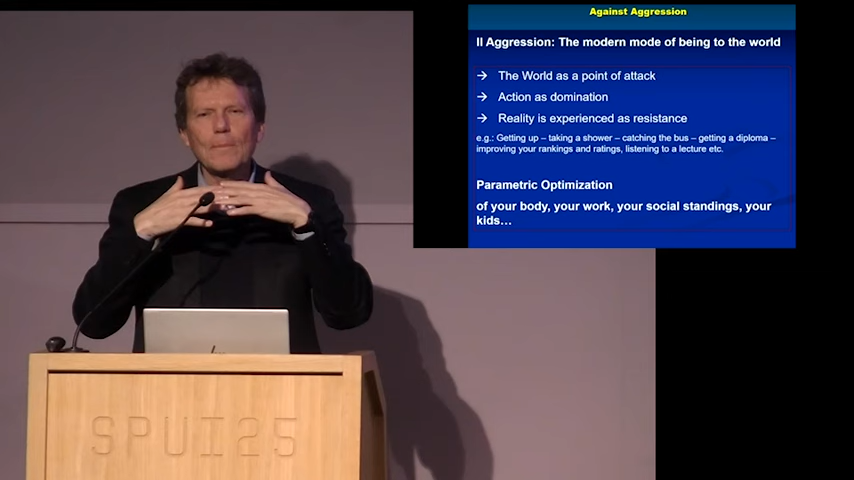 Against Aggression
II Aggression: The modern mode of being to the world
→ The World as a point of attack
→ Action as domination
→ Reality is experienced as resistance
e.g.: Getting up – taking a shower – catching the bus – getting a diploma –
improving your rankings and ratings, listening to a lecture etc.
Parametric Optimization
of your body, your work, your social standings, your
kids…
SPUI25